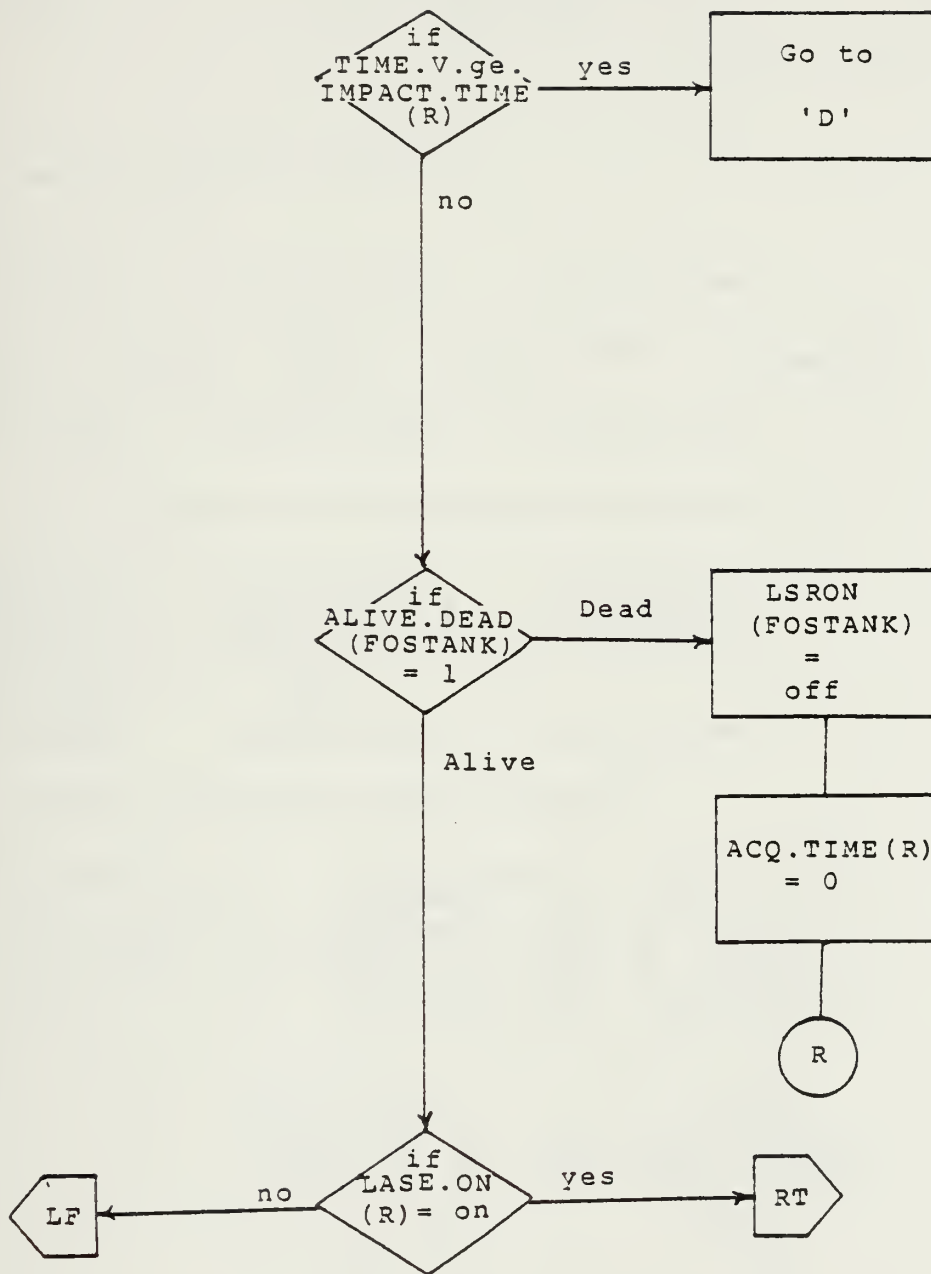 if
TIME.V.ge.
IMPACT.TIME
(R)
yes
Go to
'D'
no
if
ALIVE.DEAD
(FOSTANK)
= 1
Dead
LSRON
(FOSTANK)
=
off
Alive
ACQ.TIME(R)
= 0
R
if
LASE.ON
(R)= on
no
LF
yes
RT